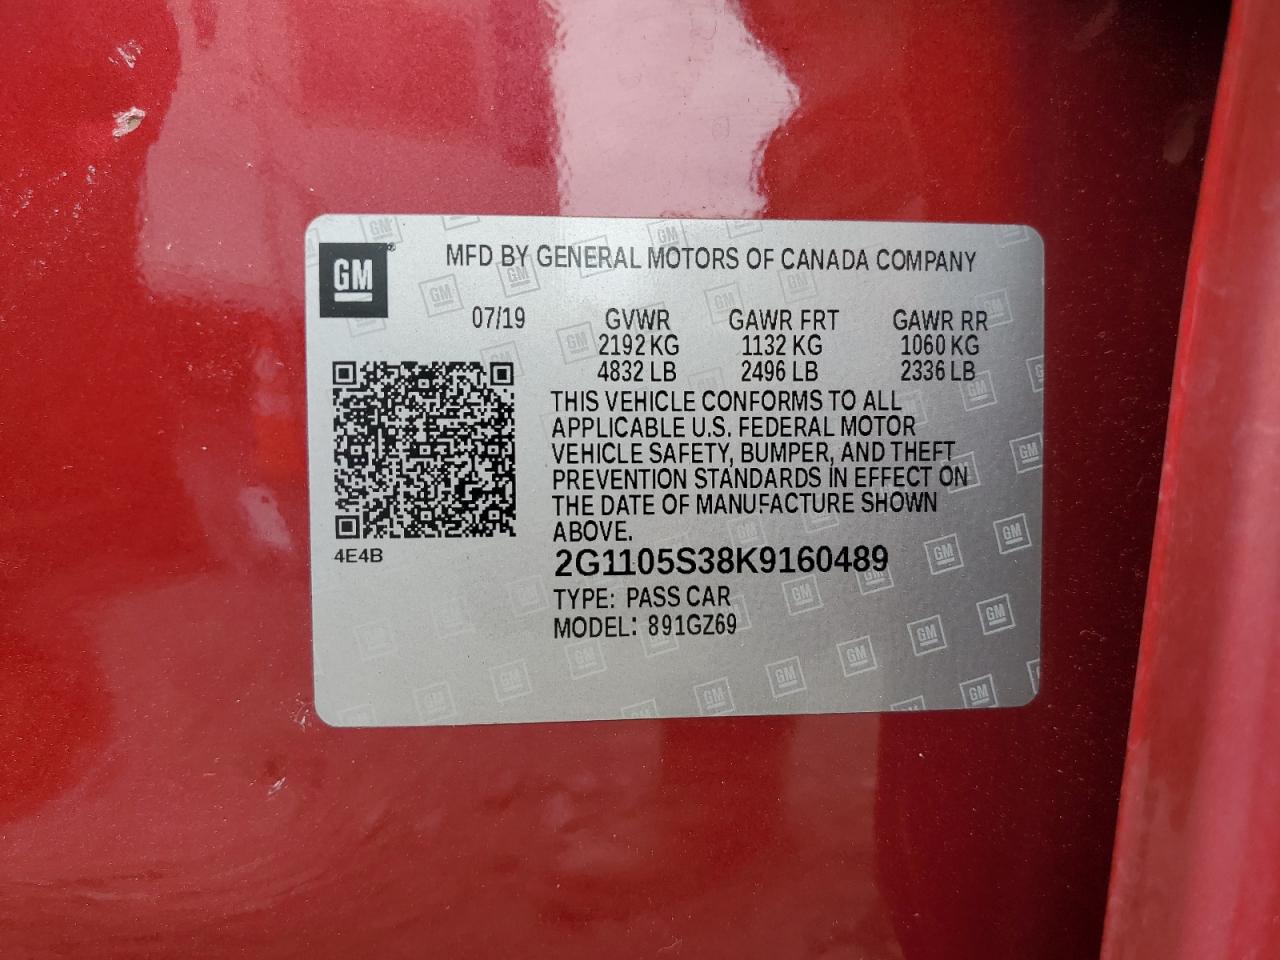 GM
MFD BY GENERAL MOTORS OF CANADA COMPANY
07/19 GVWR GAWR FRT GAWR RR
2192 KG 1132 KG 1060 KG
4832 LB 2496 LB 2336 LB
THIS VEHICLE CONFORMS TO ALL
APPLICABLE U.S. FEDERAL MOTOR
VEHICLE SAFETY, BUMPER, AND THEFT
PREVENTION STANDARDS IN EFFECT ON
THE DATE OF MANUFACTURE SHOWN
ABOVE.
4E4B
2G1105S38K9160489
TYPE: PASS CAR
MODEL: 891GZ69